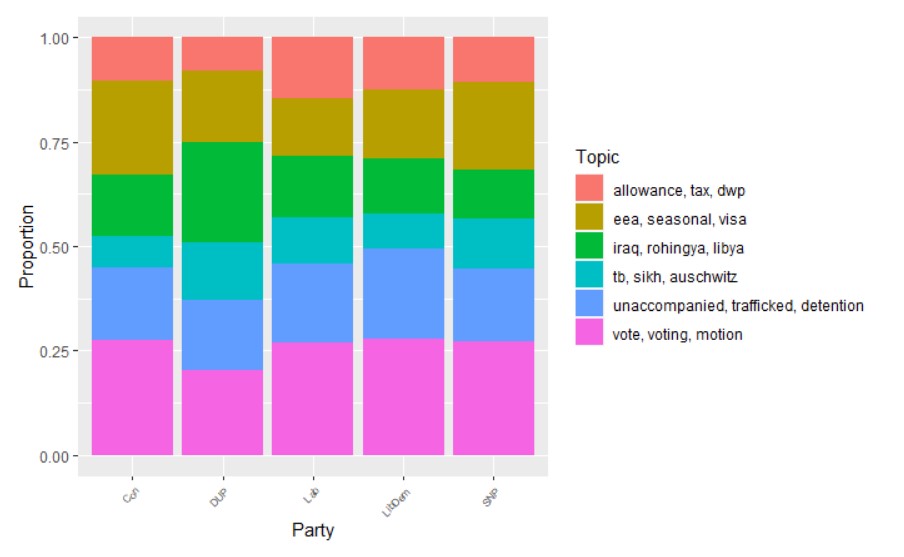 1.00
0.75
0.50
0.25
0.00
Proportion
Con
DUP
Lab
LibDem
SNP
Party
Topic
allowance, tax, dwp
eea, seasonal, visa
iraq, rohingya, libya
tb, sikh, auschwitz
unaccompanied, trafficked, detention
vote, voting, motion